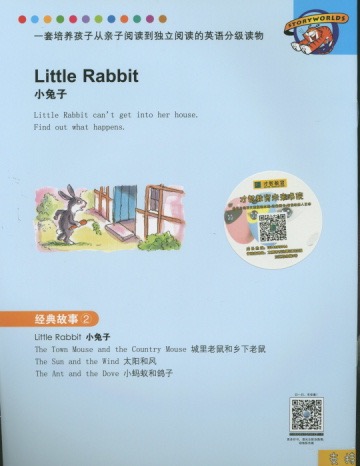 STORYWORLDS
一套培养孩子从亲子阅读到独立阅读的英语分级读物
Little Rabbit
小兔子
Little Rabbit can't get into her house.
Find out what happens.
经典故事 2
Little Rabbit 小兔子
The Town Mouse and the Country Mouse 城里老鼠和乡下老鼠
The Sun and the Wind 太阳和风
The Ant and the Dove 小蚂蚁和鸽子